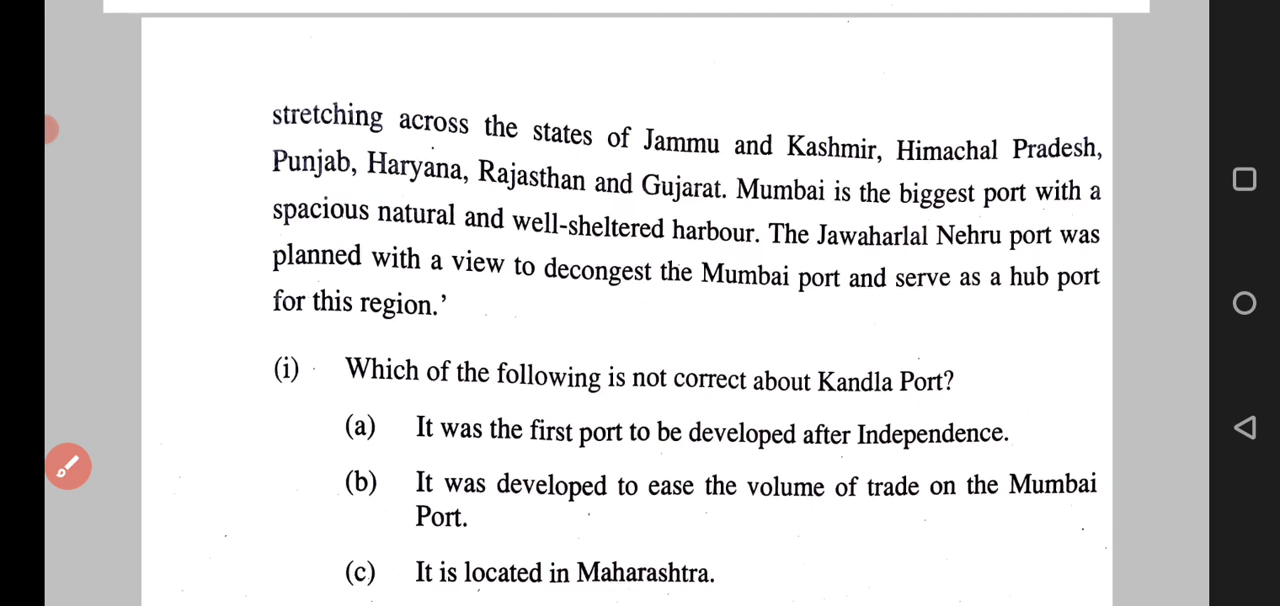 stretching across the states of Jammu and Kashmir, Himachal Pradesh,
Punjab, Haryana, Rajasthan and Gujarat. Mumbai is the biggest port with a
spacious natural and well-sheltered harbour. The Jawaharlal Nehru port was
planned with a view to decongest the Mumbai port and serve as a hub port
for this region.’
(i) Which of the following is not correct about Kandla Port?
(a) It was the first port to be developed after Independence.
(b) It was developed to ease the volume of trade on the Mumbai
Port.
(c) It is located in Maharashtra.